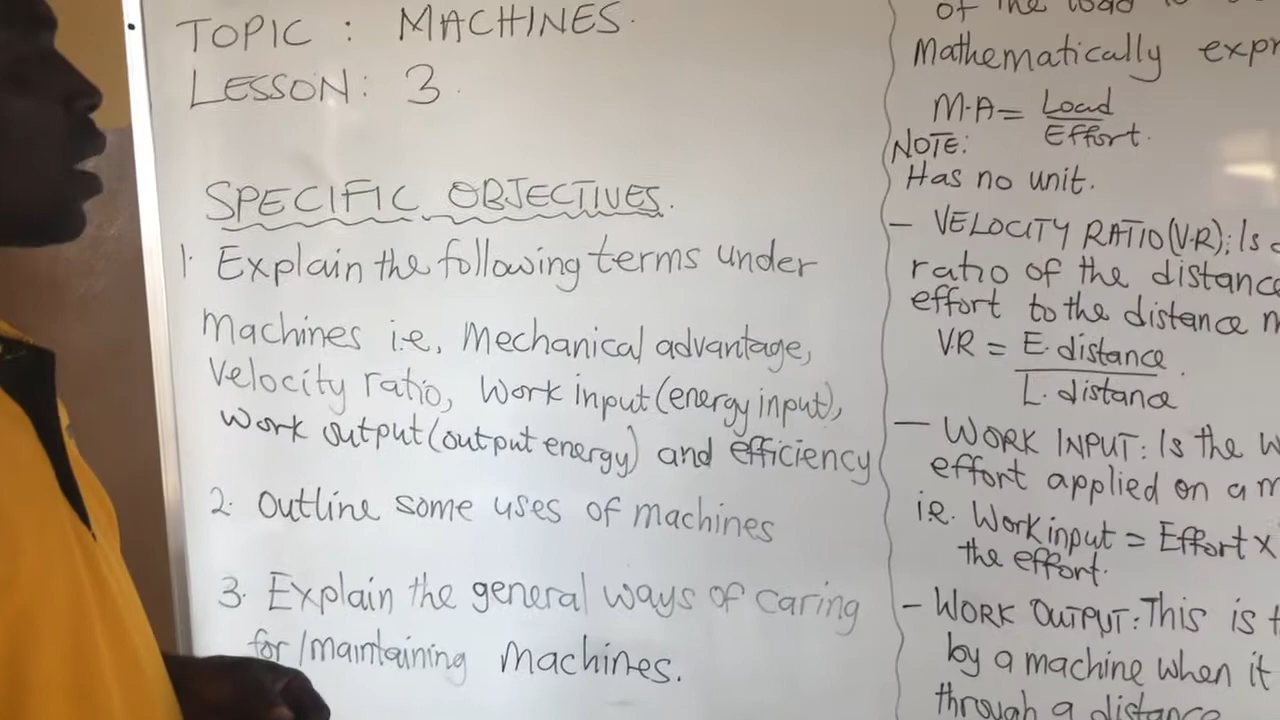 TOPIC : MACHINES.
LESSON: 3.
SPECIFIC OBJECTIVES.
1. Explain the following terms under
Machines i.e, Mechanical advantage,
Velocity ratio, Work input (energy input),
Work output (output energy) and efficiency
2. Outline some uses of machines
3. Explain the general ways of caring
for/maintaining Machines.
of the load is
Mathematically expr
M.A = Load
Effort.
NOTE:
Has no unit.
- VELOCITY RATIO (V.R); Is
ratio of the distance
effort to the distance m
V.R = E. distance
L. distance
- WORK INPUT: Is the w
effort applied on a m
i.e. Work input = Effort x
the effort.
- WORK OUTPUT: This is t
by a machine when it
through a distance